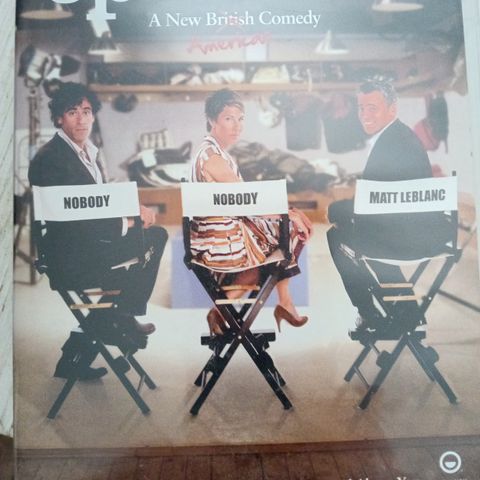 A New British Comedy
American
NOBODY
NOBODY
MATT LEBLANC